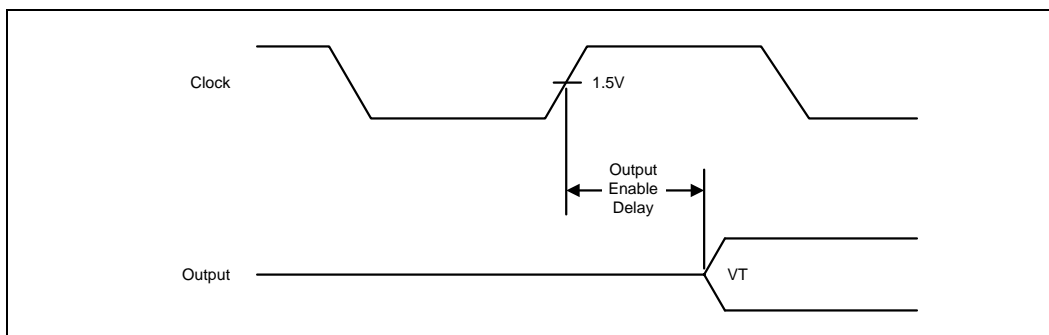 Clock
1.5V
Output
Enable
Delay
Output
VT